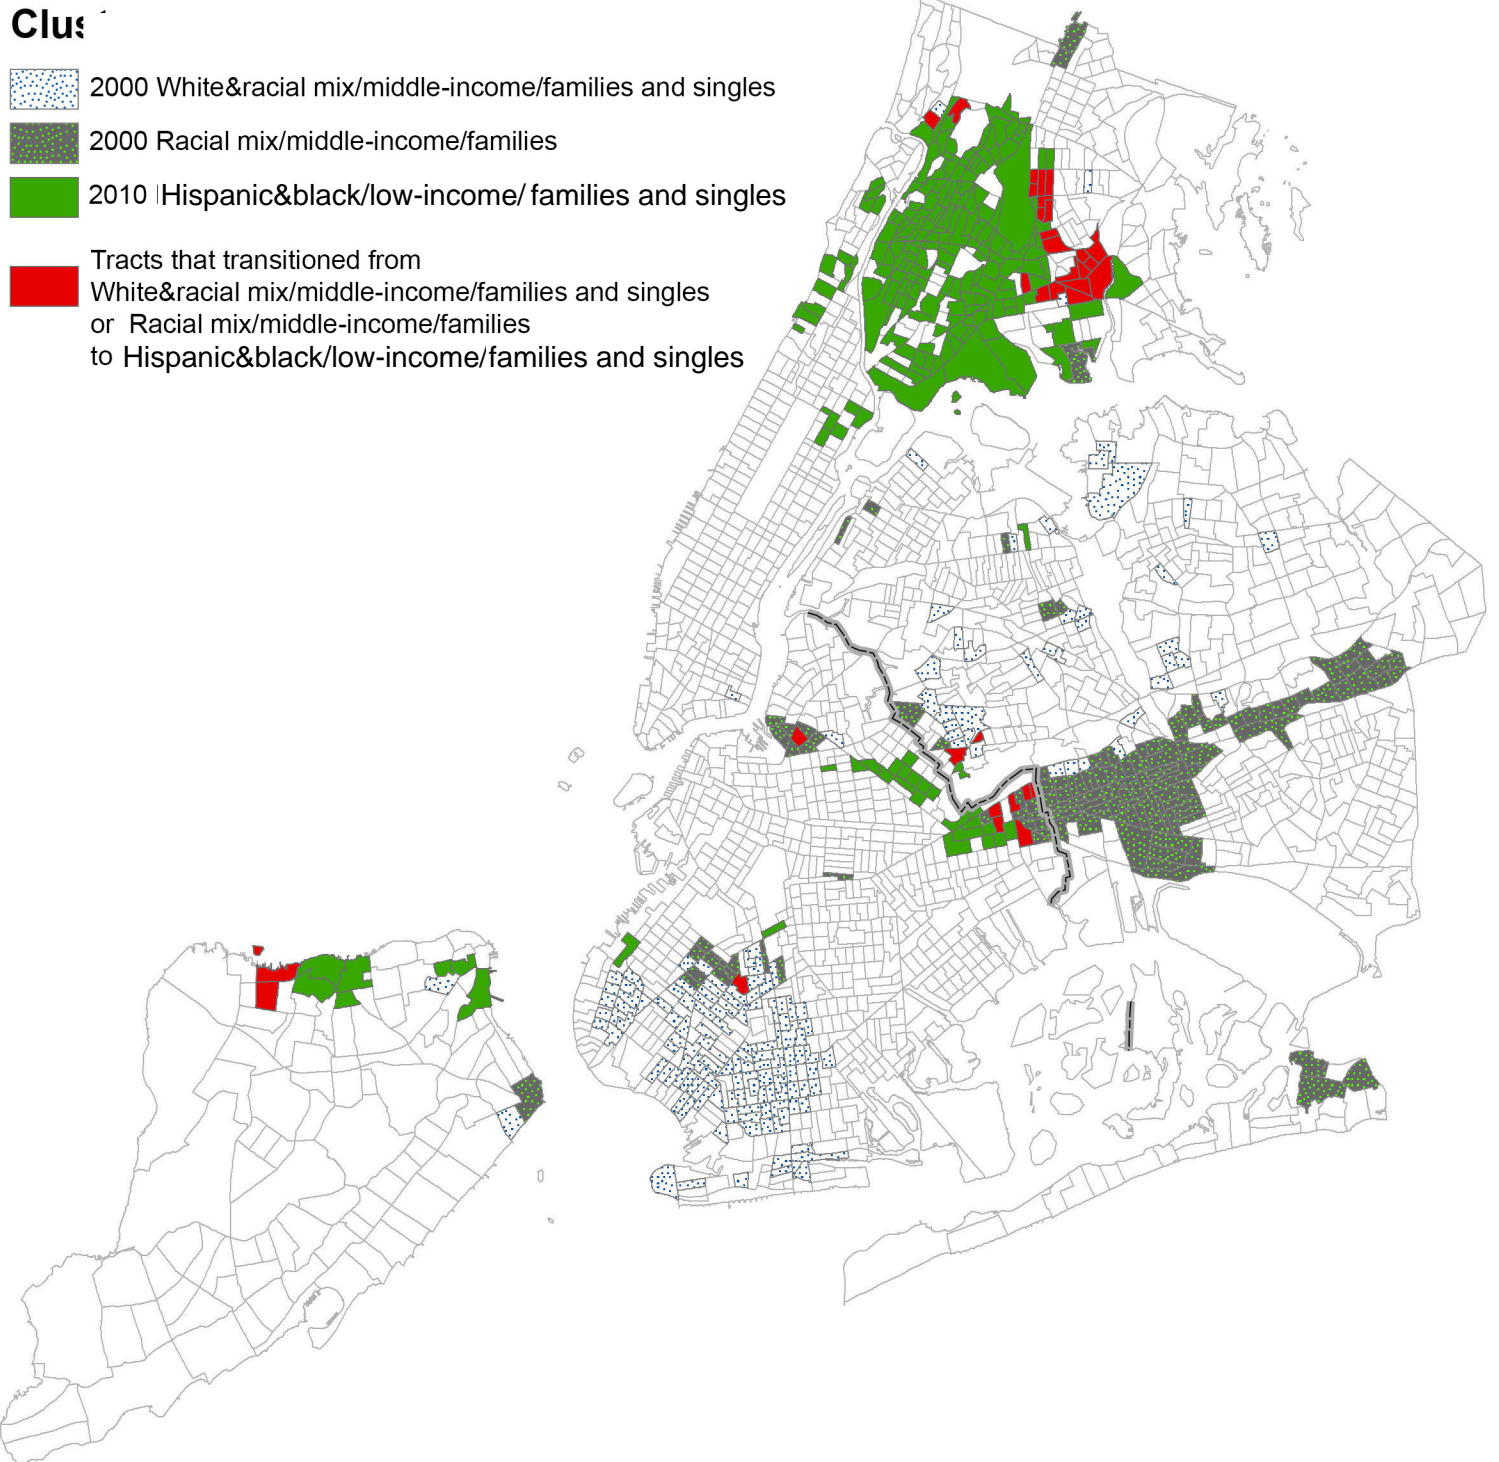 Clus
2000 White&racial mix/middle-income/families and singles
2000 Racial mix/middle-income/families
2010 Hispanic&black/low-income/ families and singles
Tracts that transitioned from
White&racial mix/middle-income/families and singles
or Racial mix/middle-income/families
to Hispanic&black/low-income/families and singles